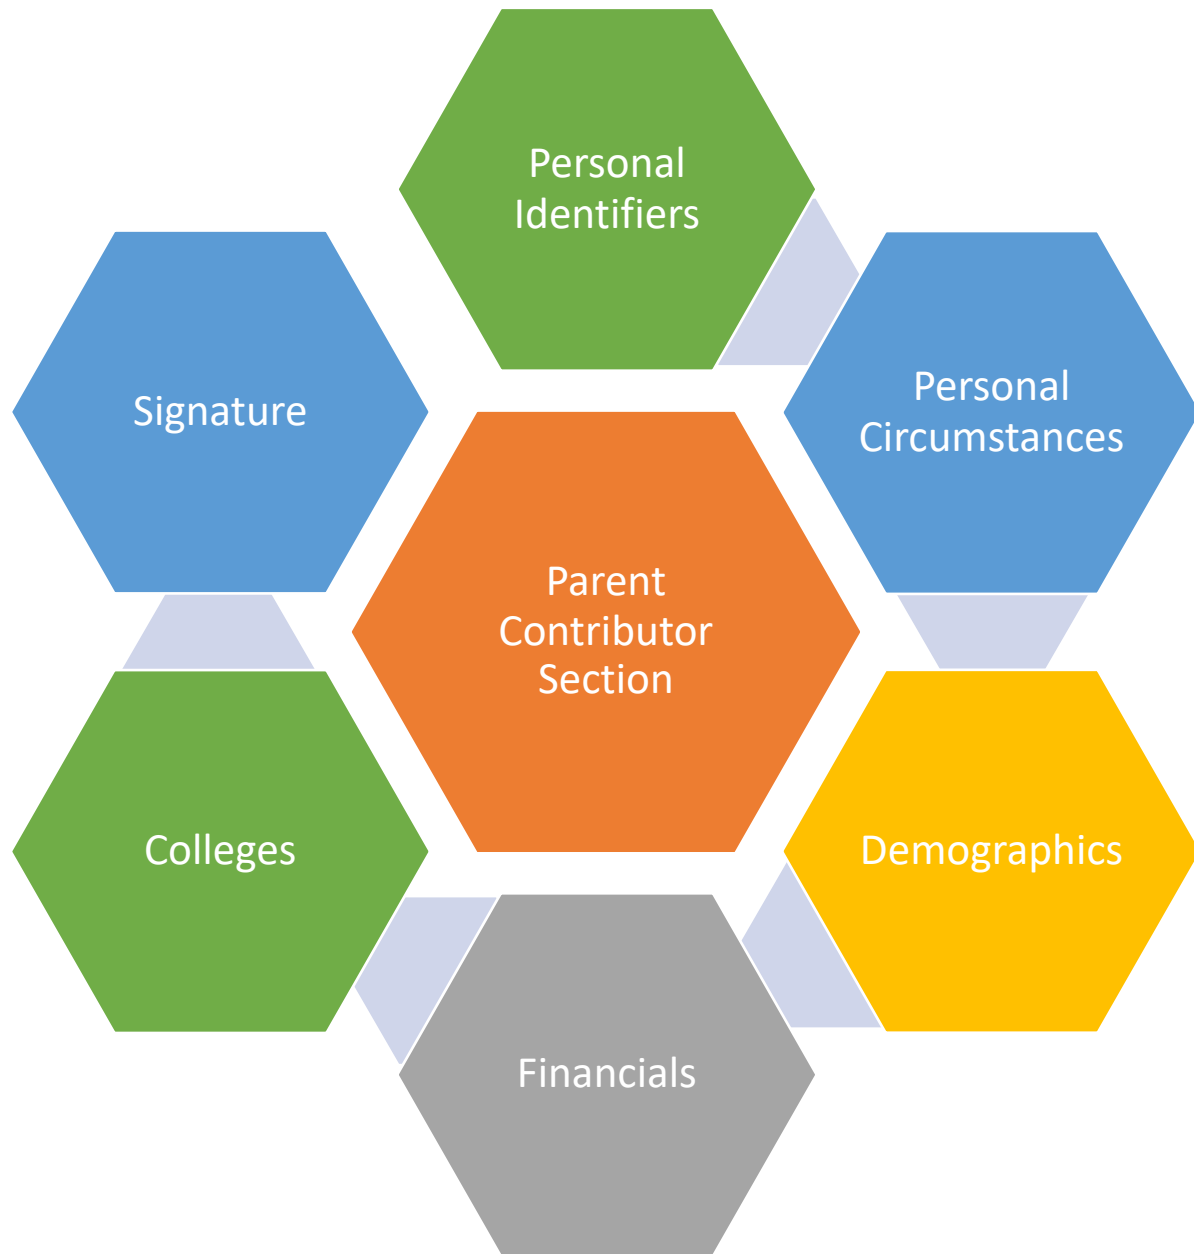 Personal
Identifiers
Personal
Circumstances
Signature
Parent
Contributor
Section
Demographics
Colleges
Financials